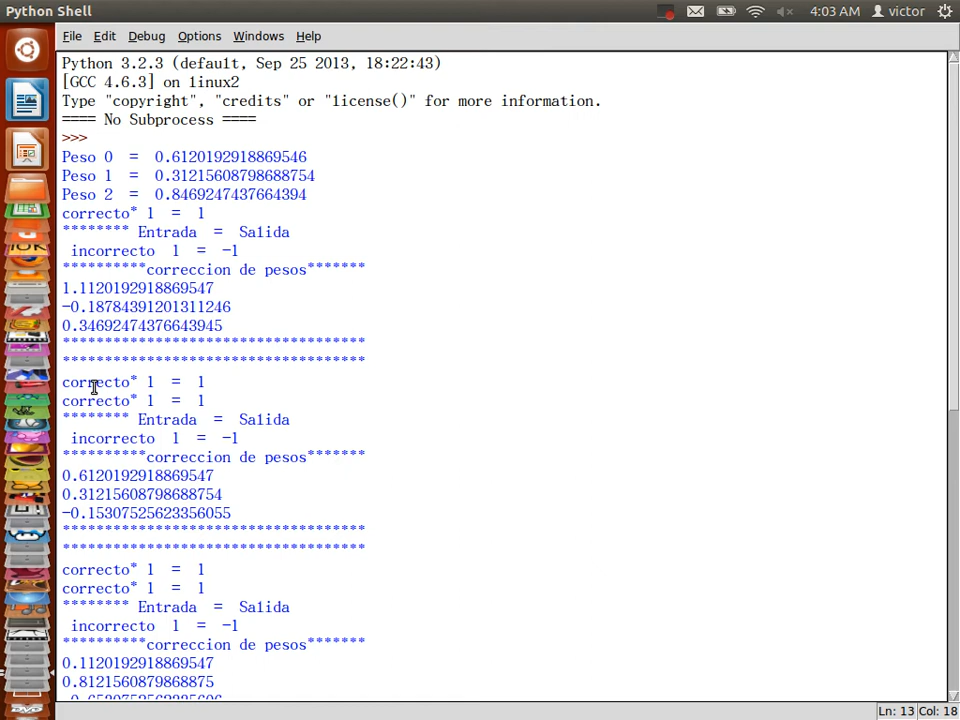 Python Shell
4:03 AM victor
File Edit Debug Options Windows Help
Python 3.2.3 (default, Sep 25 2013, 18:22:43)
[GCC 4.6.3] on linux2
Type "copyright", "credits" or "license()" for more information.
==== No Subprocess ====
>>>
Peso 0 = 0.6120192918869546
Peso 1 = 0.31215608798688754
Peso 2 = 0.8469247437664394
correcto* 1 = 1
******** Entrada = Salida
incorrecto 1 = -1
**********correccion de pesos*******
1.1120192918869547
-0.18784391201311246
0.34692474376643945
************************************
************************************
correcto* 1 = 1
correcto* 1 = 1
******** Entrada = Salida
incorrecto 1 = -1
**********correccion de pesos*******
0.6120192918869547
0.31215608798688754
-0.15307525623356055
************************************
************************************
correcto* 1 = 1
correcto* 1 = 1
******** Entrada = Salida
incorrecto 1 = -1
**********correccion de pesos*******
0.1120192918869547
0.8121560879868875
Ln: 13 Col: 18